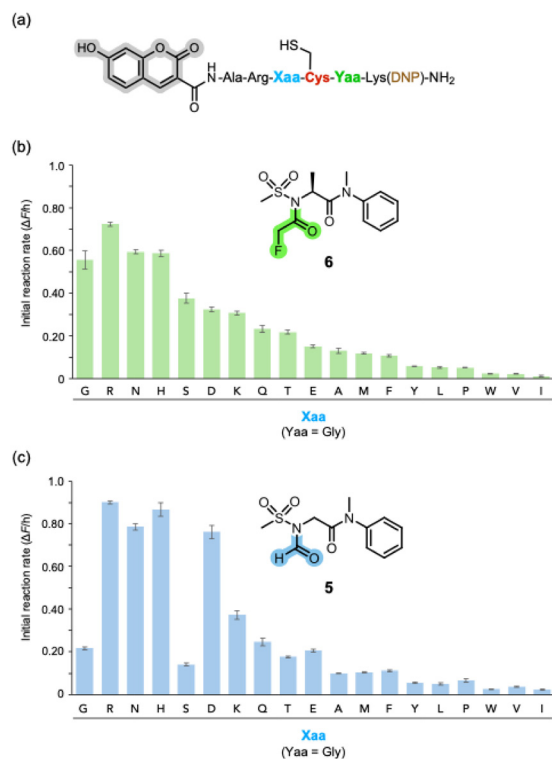 (a)
HO
O
O
HS
H
N
O
-Ala-Arg-Xaa-Cys-Yaa-Lys(DNP)-NH2
(b)
Initial reaction rate (ΔF/h)
1.0
0.80
0.60
0.40
0.20
0
O
O
S
N
O
F
O
N
6
G R N H S D K Q T E A M F Y L P W V I
Xaa
(Yaa = Gly)
(c)
Initial reaction rate (ΔF/h)
1.0
0.80
0.60
0.40
0.20
0
O
O
S
N
H
O
O
N
5
G R N H S D K Q T E A M F Y L P W V I
Xaa
(Yaa = Gly)